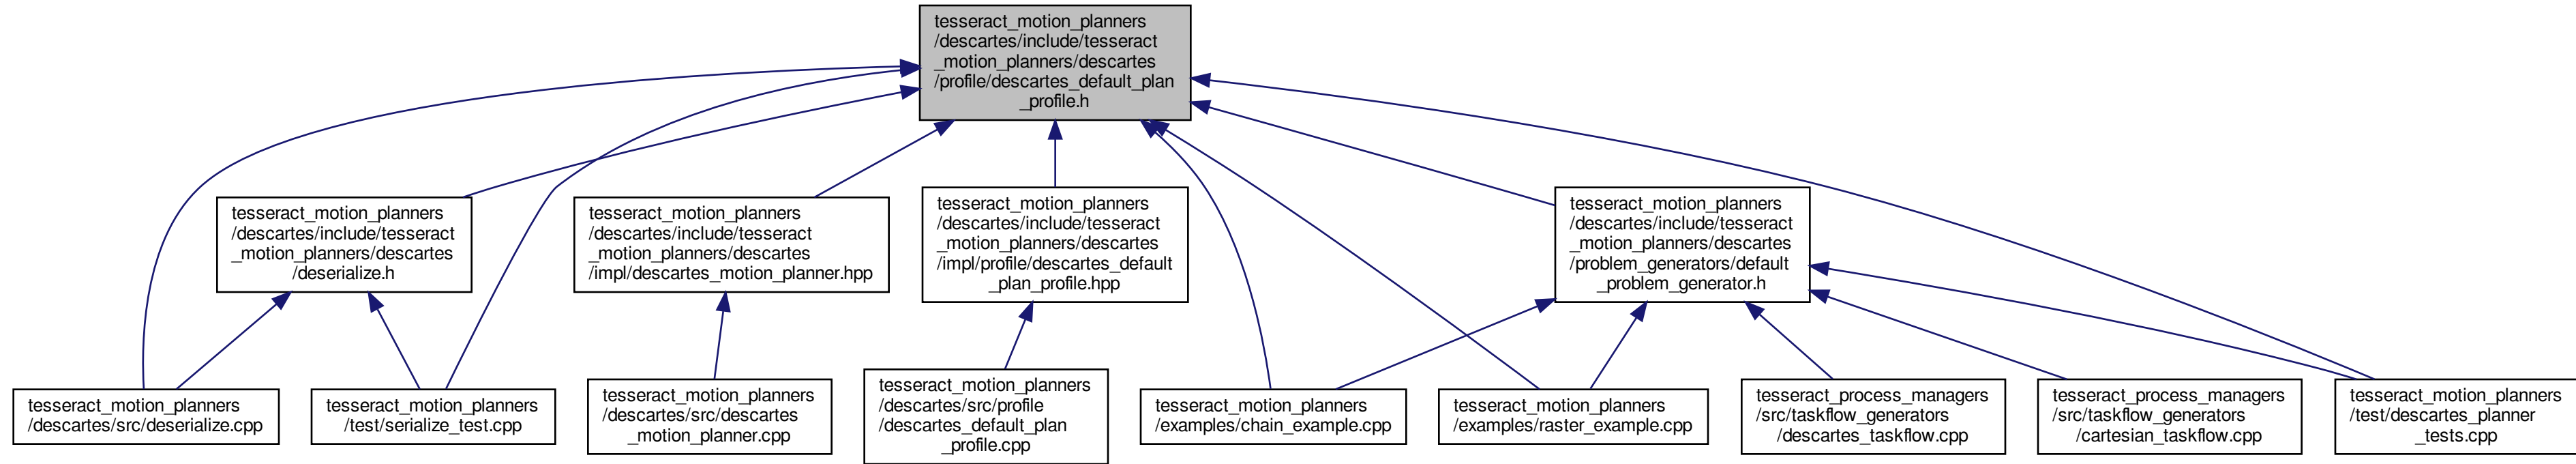 tesseract_motion_planners
/descartes/include/tesseract
_motion_planners/descartes
/profile/descartes_default_plan
_profile.h
tesseract_motion_planners
/descartes/include/tesseract
_motion_planners/descartes
/deserialize.h
tesseract_motion_planners
/descartes/include/tesseract
_motion_planners/descartes
/impl/descartes_motion_planner.hpp
tesseract_motion_planners
/descartes/include/tesseract
_motion_planners/descartes
/impl/profile/descartes_default
_plan_profile.hpp
tesseract_motion_planners
/descartes/include/tesseract
_motion_planners/descartes
/problem_generators/default
_problem_generator.h
tesseract_motion_planners
/descartes/src/deserialize.cpp
tesseract_motion_planners
/test/serialize_test.cpp
tesseract_motion_planners
/descartes/src/descartes
_motion_planner.cpp
tesseract_motion_planners
/descartes/src/profile
/descartes_default_plan
_profile.cpp
tesseract_motion_planners
/examples/chain_example.cpp
tesseract_motion_planners
/examples/raster_example.cpp
tesseract_process_managers
/src/taskflow_generators
/descartes_taskflow.cpp
tesseract_process_managers
/src/taskflow_generators
/cartesian_taskflow.cpp
tesseract_motion_planners
/test/descartes_planner
_tests.cpp